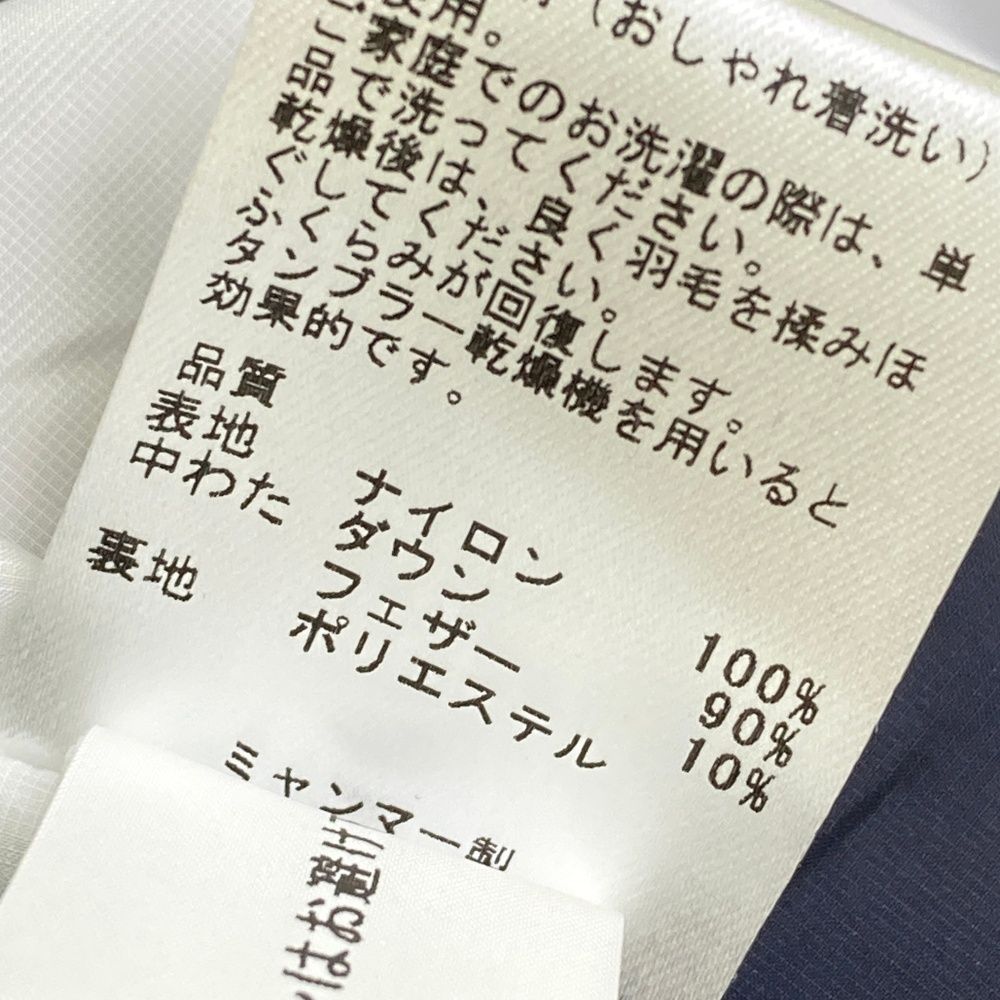 （おしゃれ着洗い）
使用。
ご家庭でのお洗濯の際は、単
品で洗ってください。
乾燥後は、良く羽毛を揉みほ
ぐしてください。
ふくらみが回復します。
タンブラー乾燥機を用いると
効果的です。
品質
表地 ナイロン 100%
中わた ダウン 90%
フェザー 10%
裏地 ポリエステル
ミャンマー製
はお